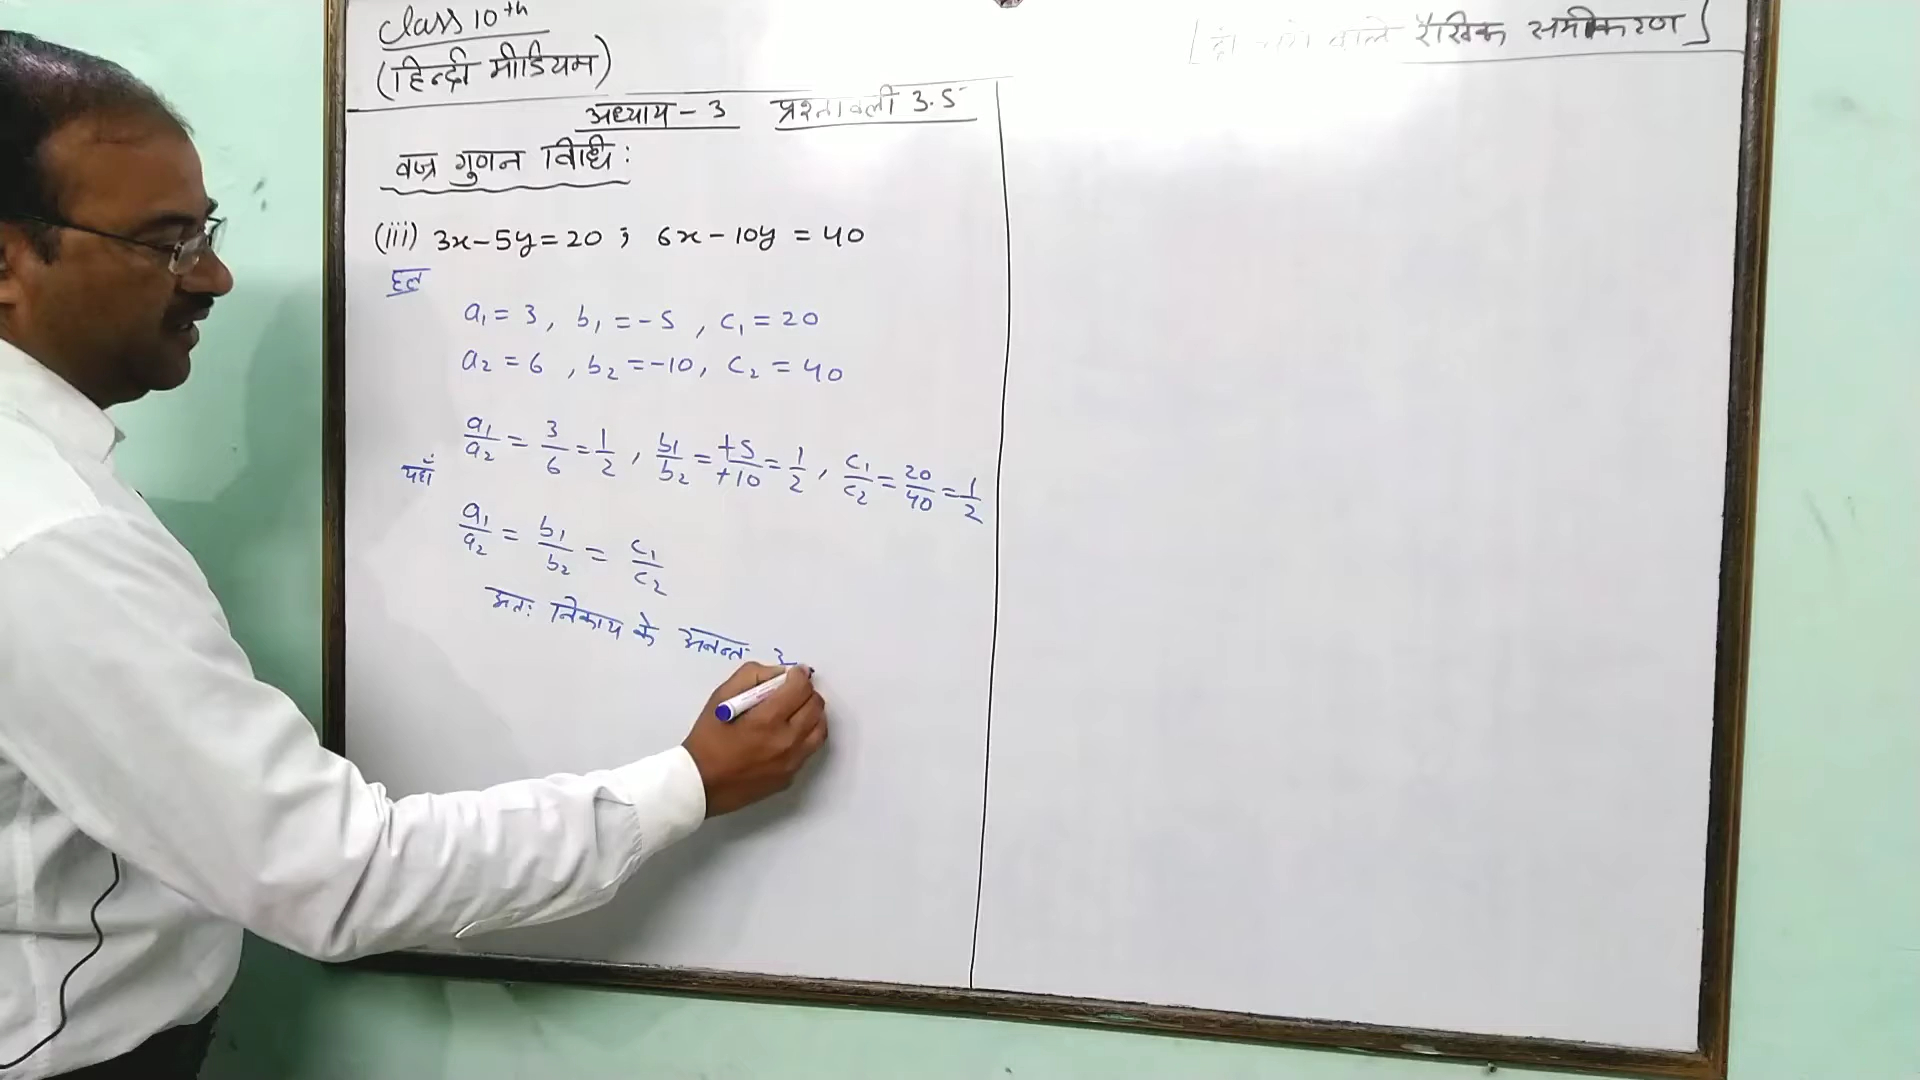 Class 10th
(हिन्दी मीडियम)
[दो चरों वाले रैखिक समीकरण]
अध्याय - 3 प्रश्नावली 3.5
वज्र गुणन विधि :
(iii) 3x-5y=20 ; 6x-10y = 40
हल
a₁ = 3, b₁ = -5, c₁ = 20
a₂ = 6, b₂ = -10, c₂ = 40
a₁/a₂ = 3/6 = 1/2, b₁/b₂ = +5/+10 = 1/2, c₁/c₂ = 20/40 = 1/2
यहाँ
a₁/a₂ = b₁/b₂ = c₁/c₂
अतः निकाय के अनन्त